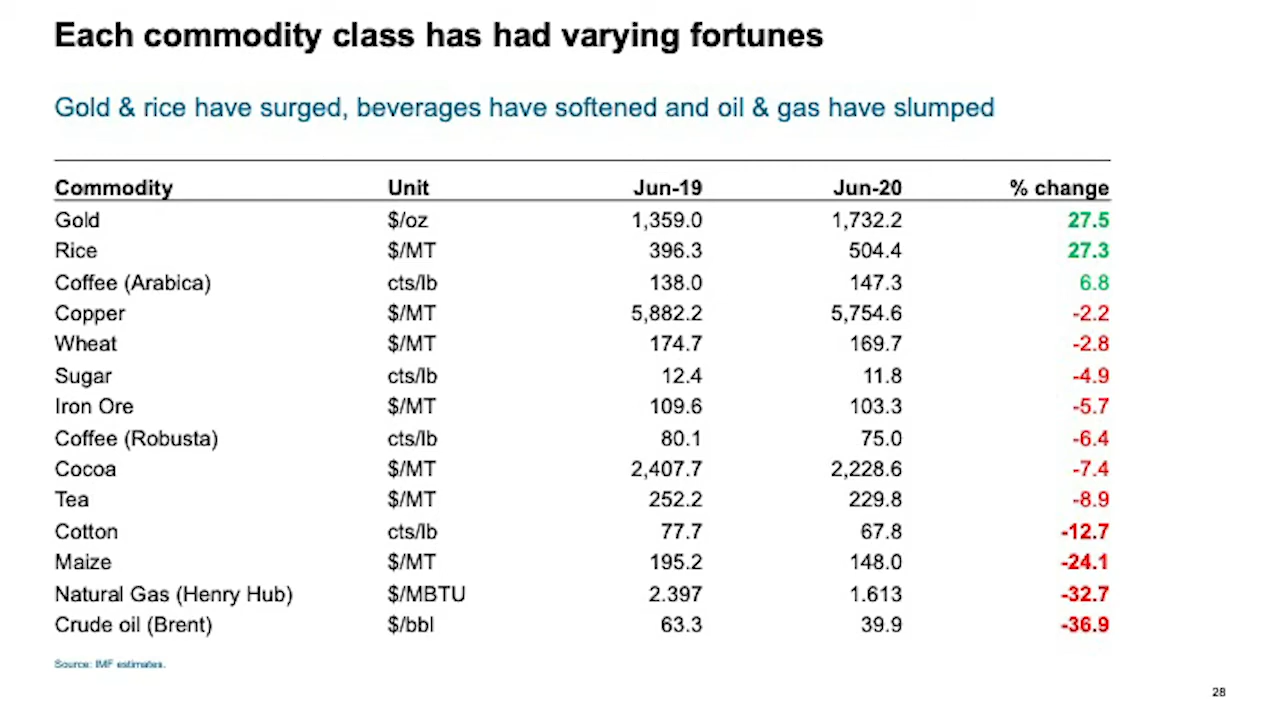 Each commodity class has had varying fortunes
Gold & rice have surged, beverages have softened and oil & gas have slumped
Commodity Unit Jun-19 Jun-20 % change
Gold $/oz 1,359.0 1,732.2 27.5
Rice $/MT 396.3 504.4 27.3
Coffee (Arabica) cts/lb 138.0 147.3 6.8
Copper $/MT 5,882.2 5,754.6 -2.2
Wheat $/MT 174.7 169.7 -2.8
Sugar cts/lb 12.4 11.8 -4.9
Iron Ore $/MT 109.6 103.3 -5.7
Coffee (Robusta) cts/lb 80.1 75.0 -6.4
Cocoa $/MT 2,407.7 2,228.6 -7.4
Tea $/MT 252.2 229.8 -8.9
Cotton cts/lb 77.7 67.8 -12.7
Maize $/MT 195.2 148.0 -24.1
Natural Gas (Henry Hub) $/MBTU 2.397 1.613 -32.7
Crude oil (Brent) $/bbl 63.3 39.9 -36.9
Source: IMF estimates.
28